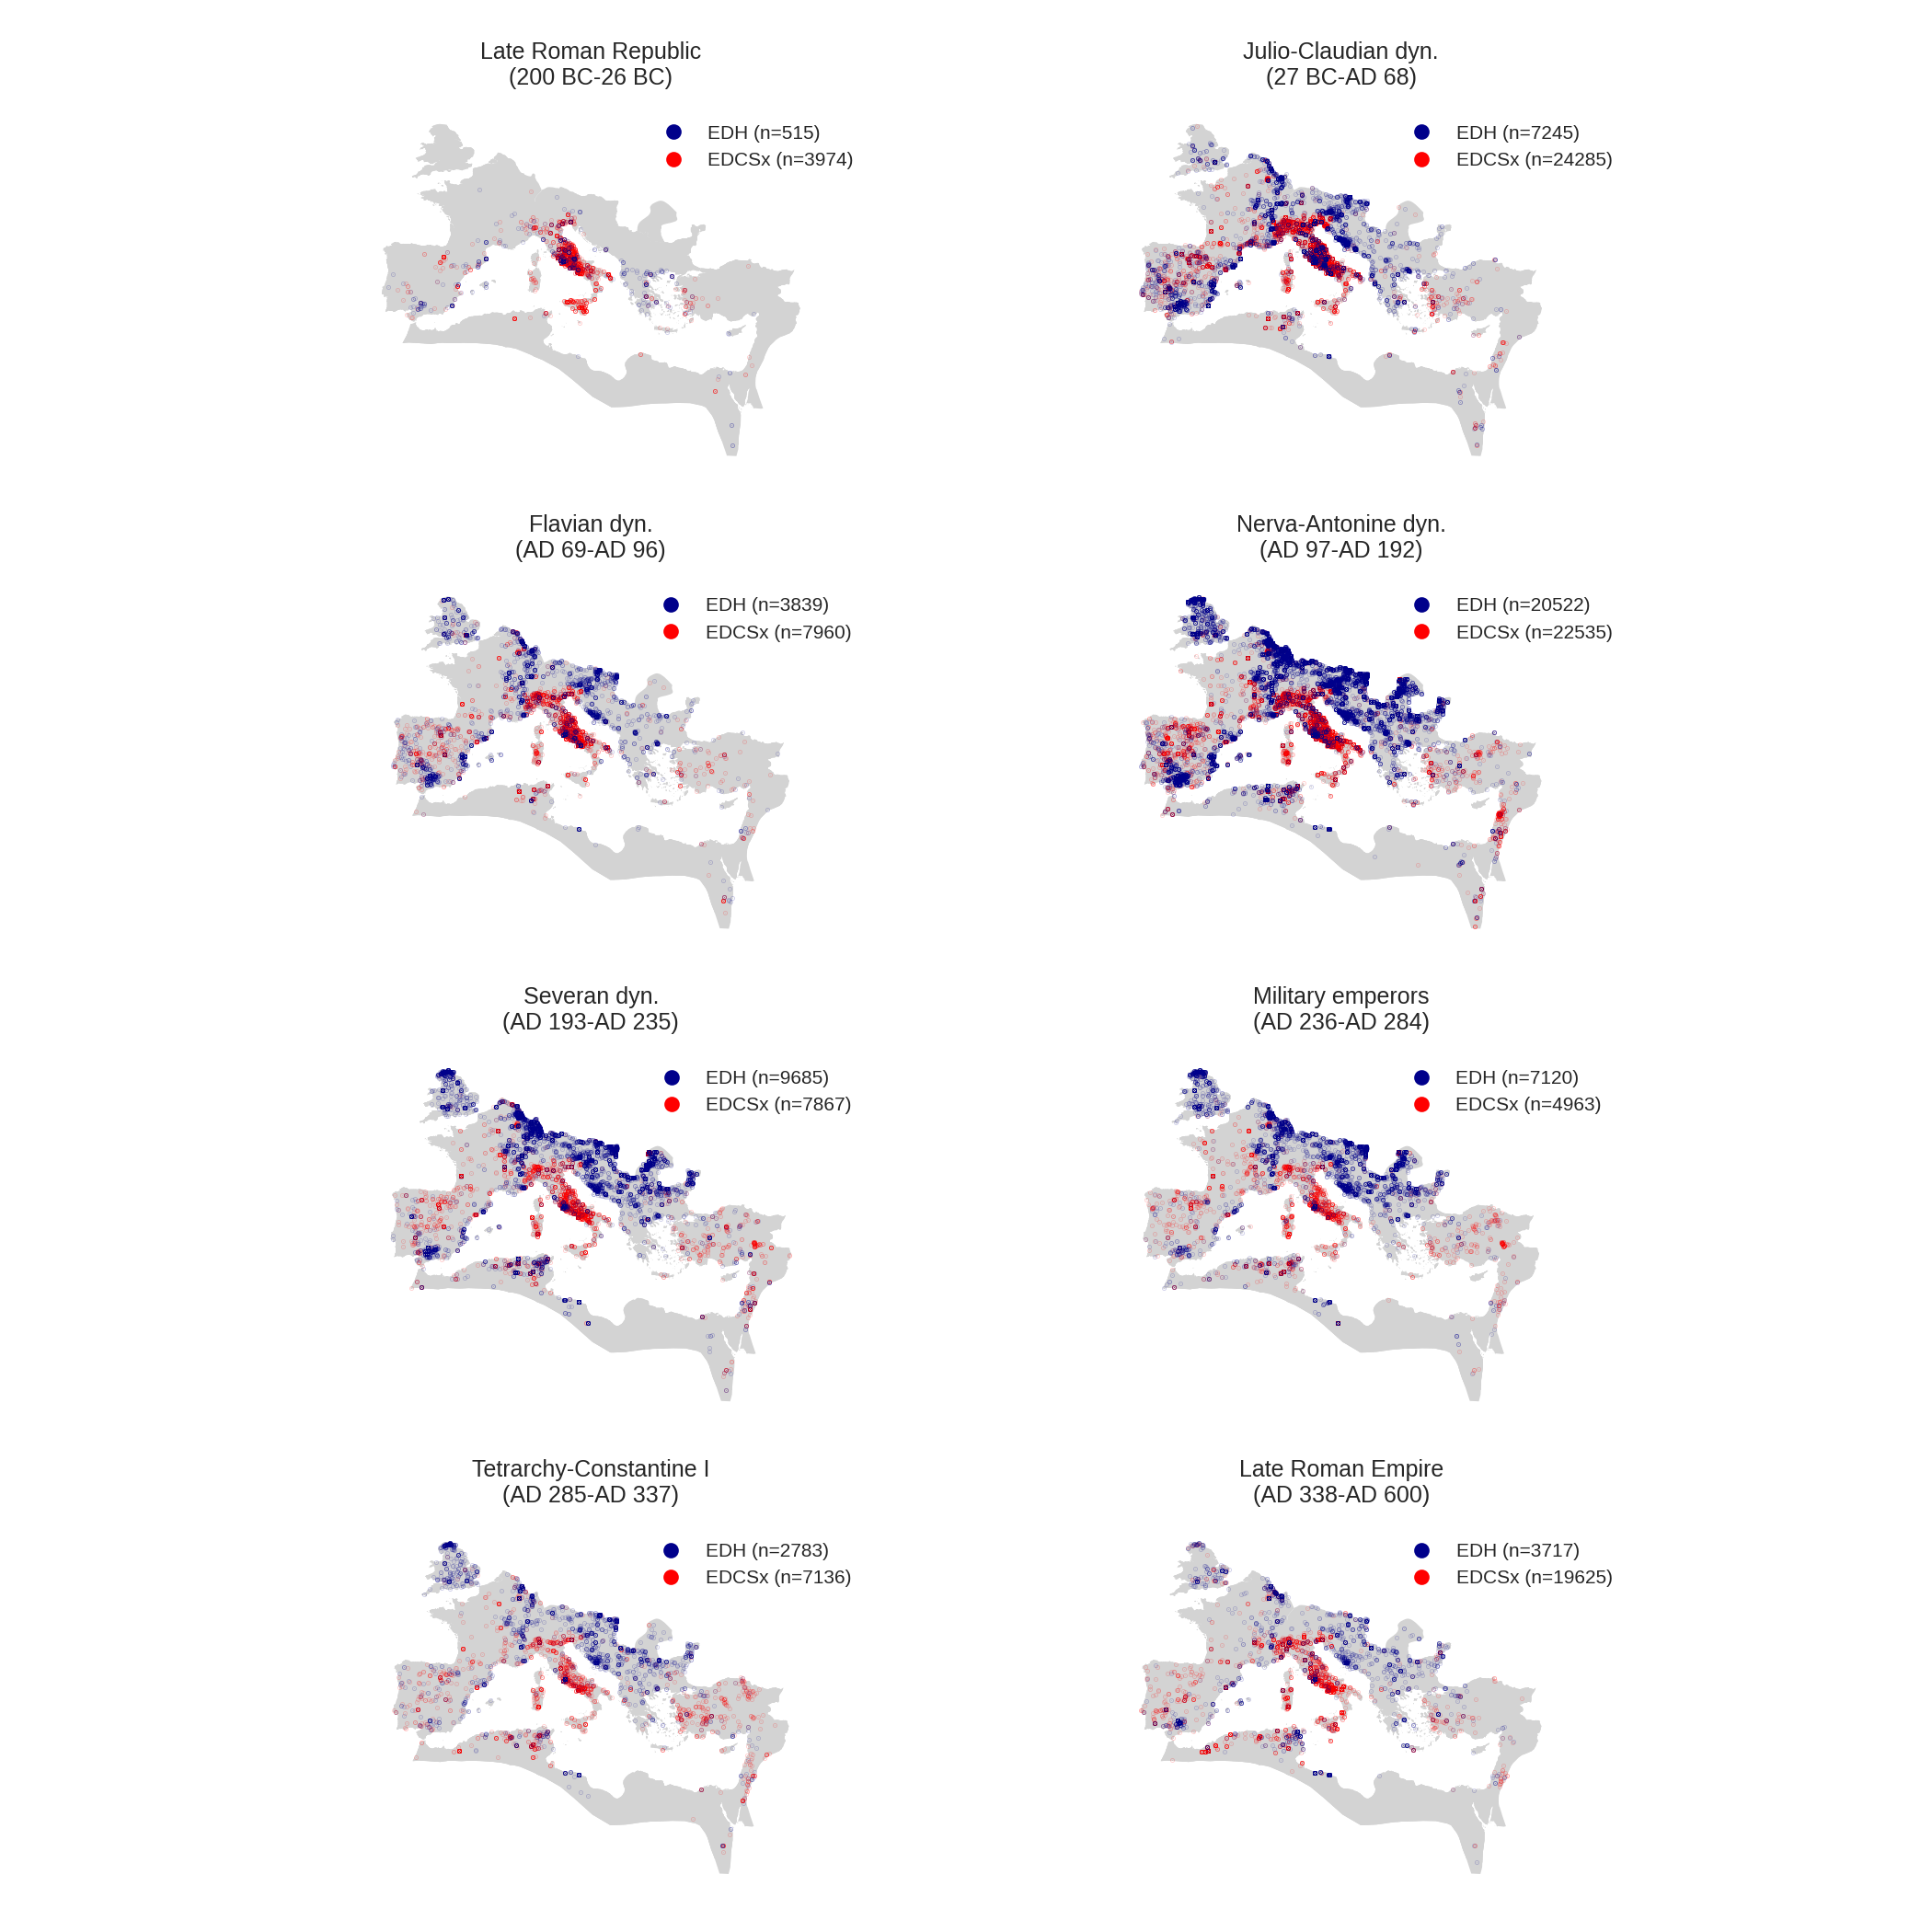 Late Roman Republic
(200 BC-26 BC)
EDH (n=515)
EDCSx (n=3974)
Julio-Claudian dyn.
(27 BC-AD 68)
EDH (n=7245)
EDCSx (n=24285)
Flavian dyn.
(AD 69-AD 96)
EDH (n=3839)
EDCSx (n=7960)
Nerva-Antonine dyn.
(AD 97-AD 192)
EDH (n=20522)
EDCSx (n=22535)
Severan dyn.
(AD 193-AD 235)
EDH (n=9685)
EDCSx (n=7867)
Military emperors
(AD 236-AD 284)
EDH (n=7120)
EDCSx (n=4963)
Tetrarchy-Constantine I
(AD 285-AD 337)
EDH (n=2783)
EDCSx (n=7136)
Late Roman Empire
(AD 338-AD 600)
EDH (n=3717)
EDCSx (n=19625)